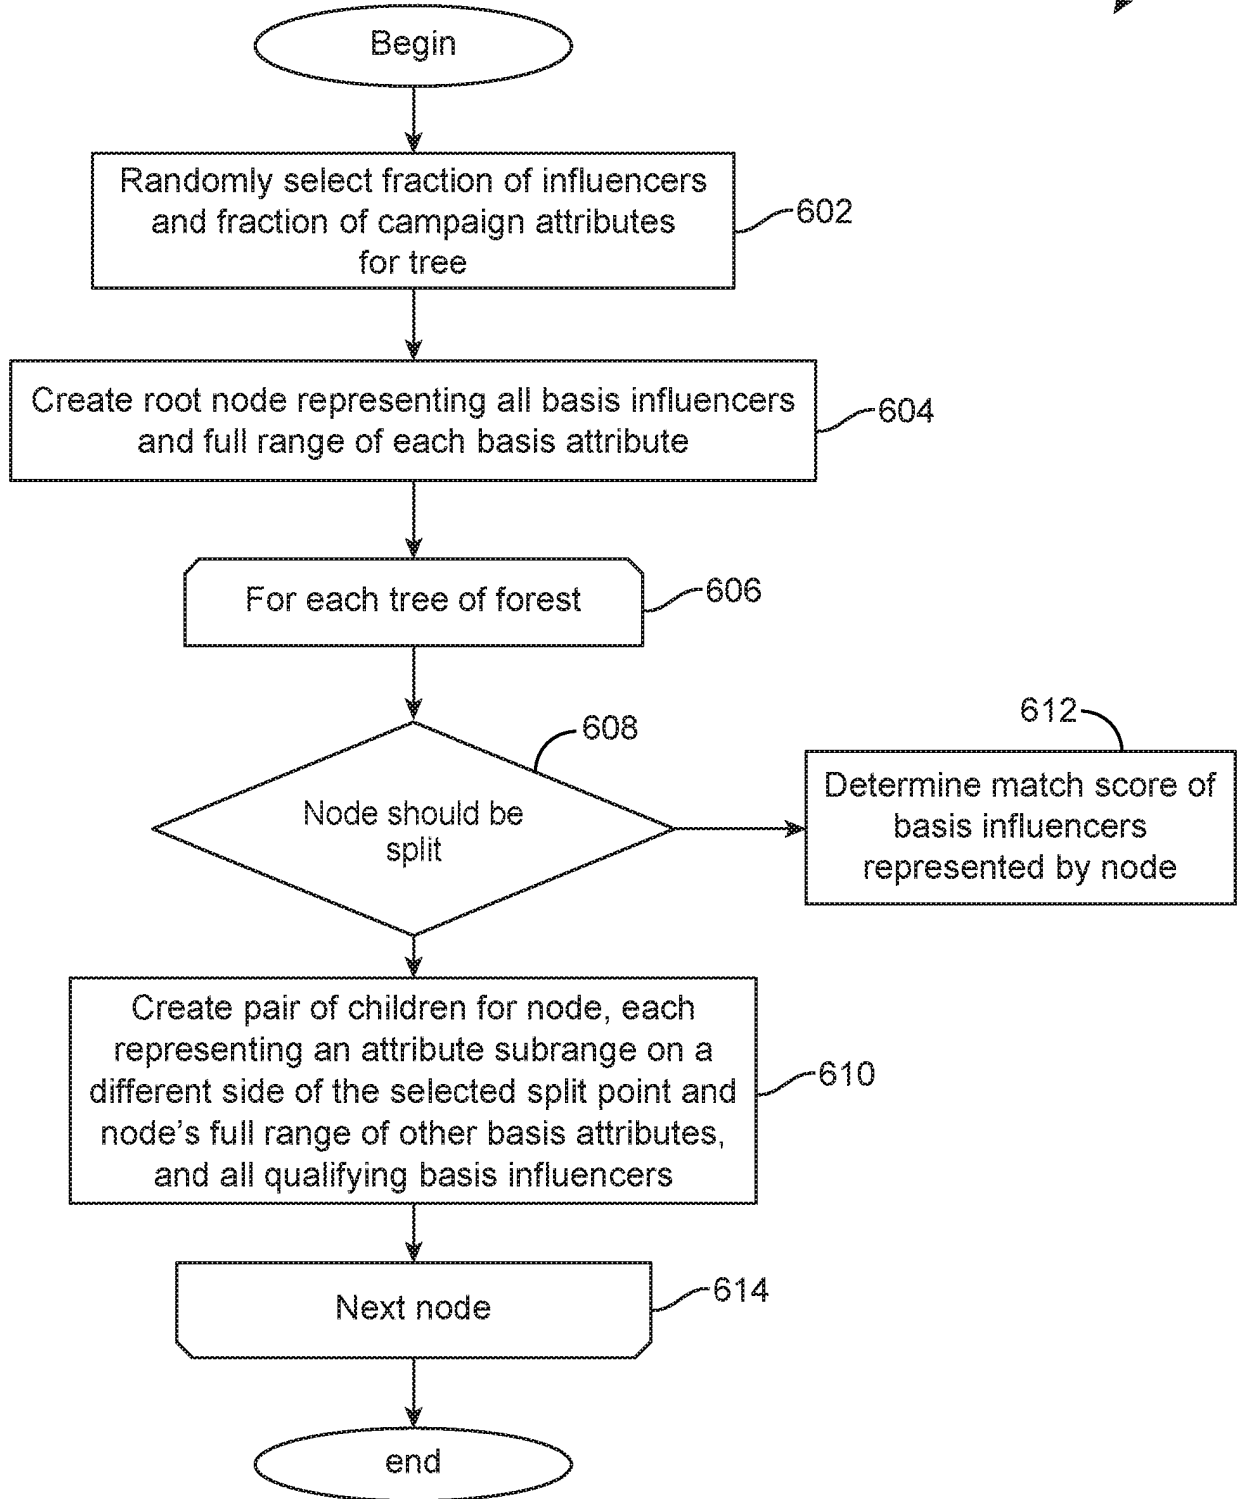 Begin
Randomly select fraction of influencers
and fraction of campaign attributes
for tree
602
Create root node representing all basis influencers
and full range of each basis attribute
604
For each tree of forest
606
608
Node should be
split
612
Determine match score of
basis influencers
represented by node
Create pair of children for node, each
representing an attribute subrange on a
different side of the selected split point and
node's full range of other basis attributes,
and all qualifying basis influencers
610
Next node
614
end